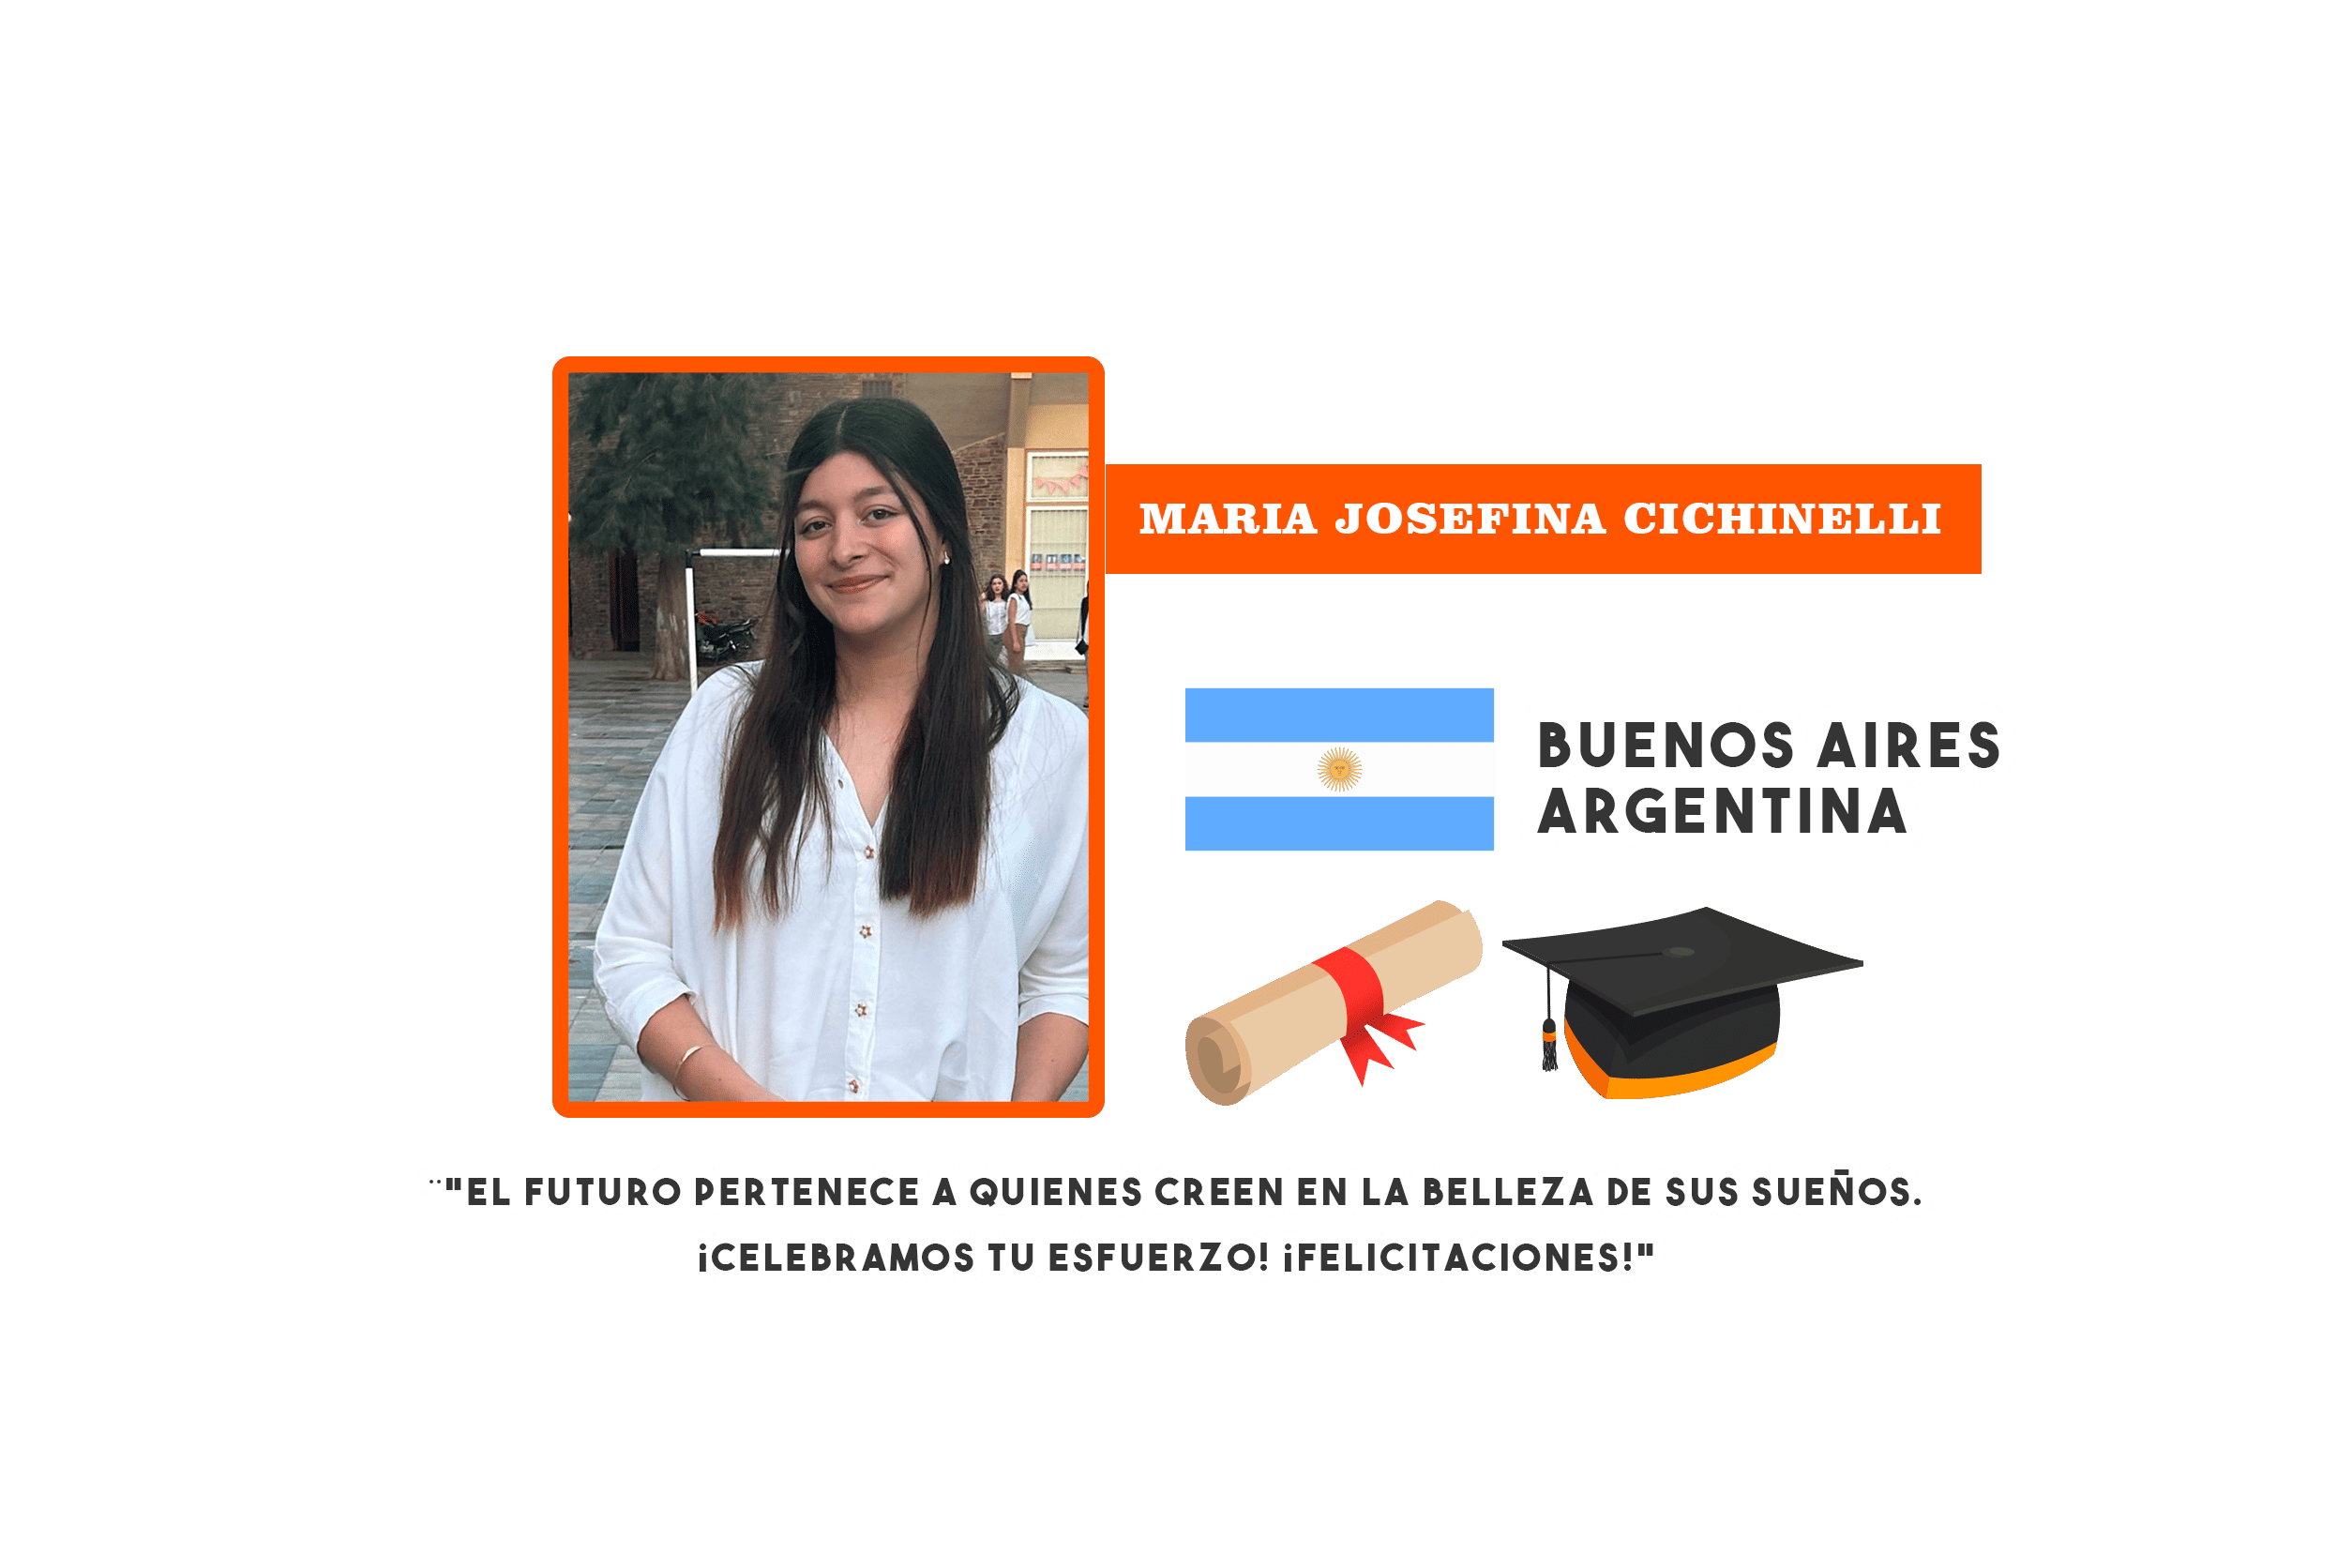 MARIA JOSEFINA CICHINELLI
BUENOS AIRES
ARGENTINA
¨"EL FUTURO PERTENECE A QUIENES CREEN EN LA BELLEZA DE SUS SUEÑOS.
¡CELEBRAMOS TU ESFUERZO! ¡FELICITACIONES!"